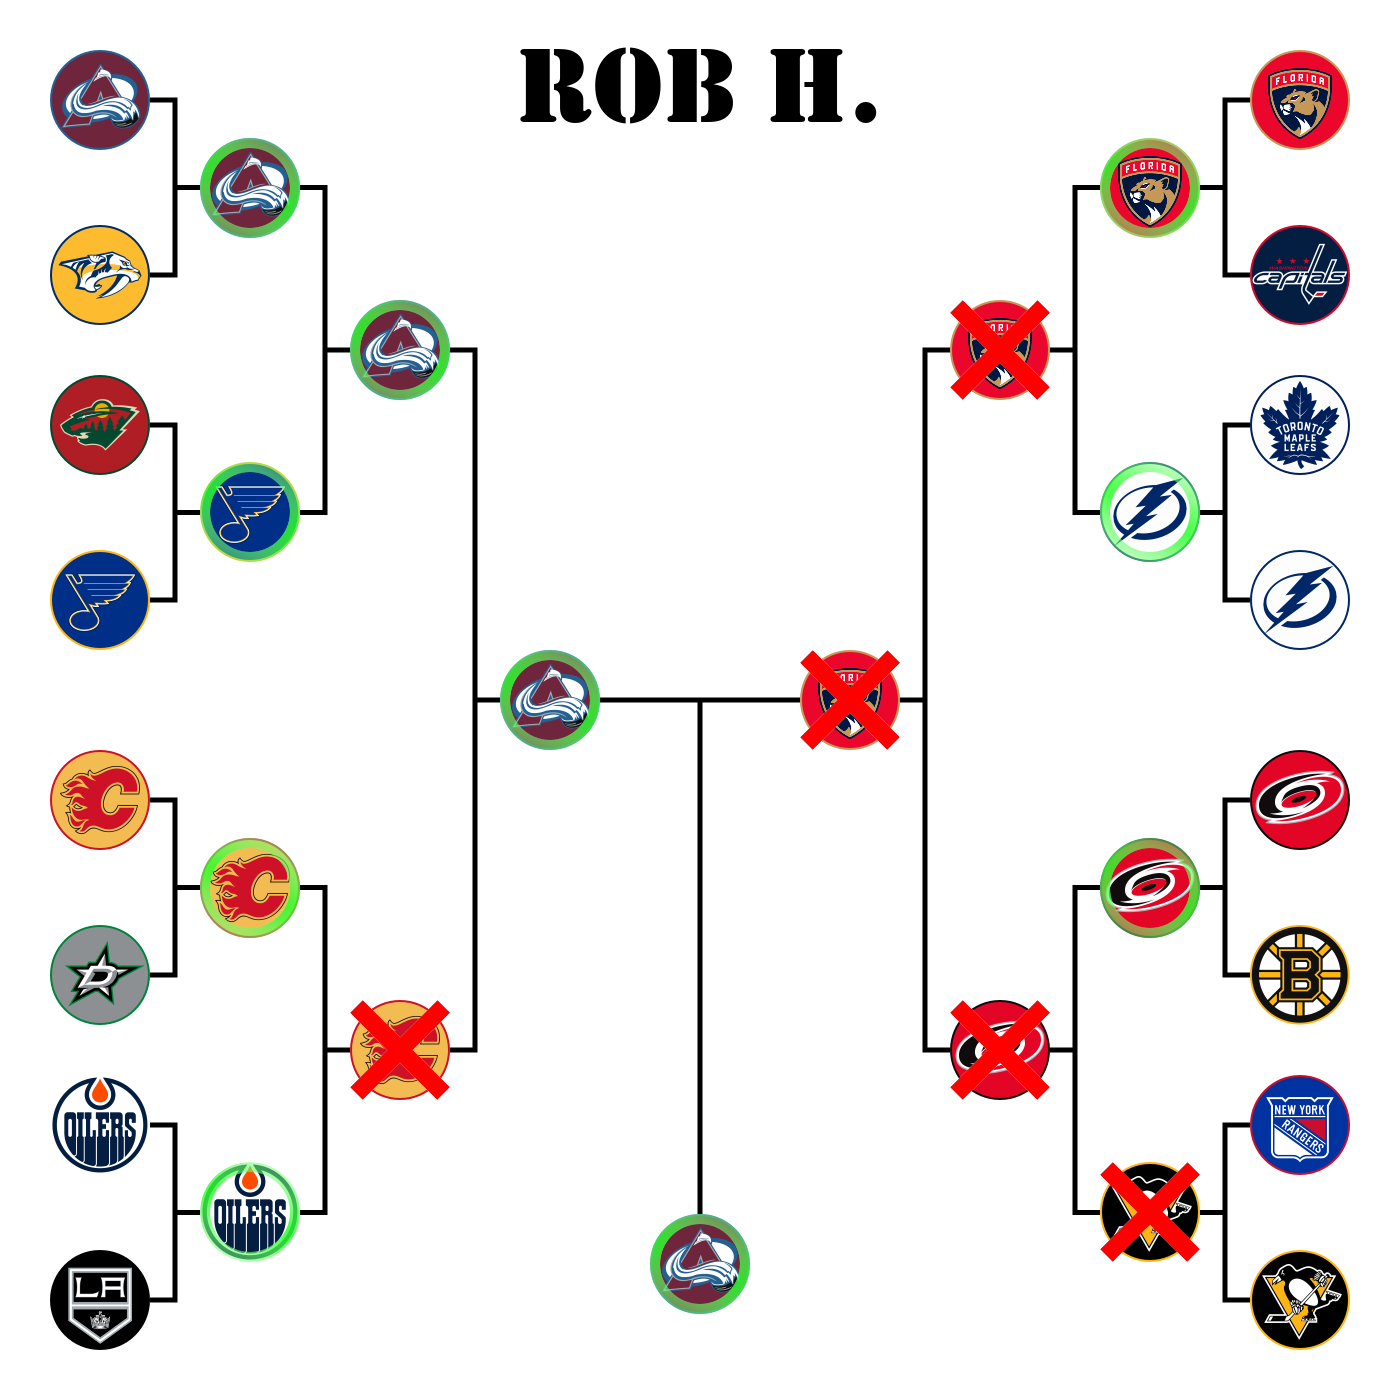 ROB H.
FLORIDA
FLORIDA
capitals
TORONTO
MAPLE
LEAFS
OILERS
OILERS
LA
B
NEW YORK
RANGERS